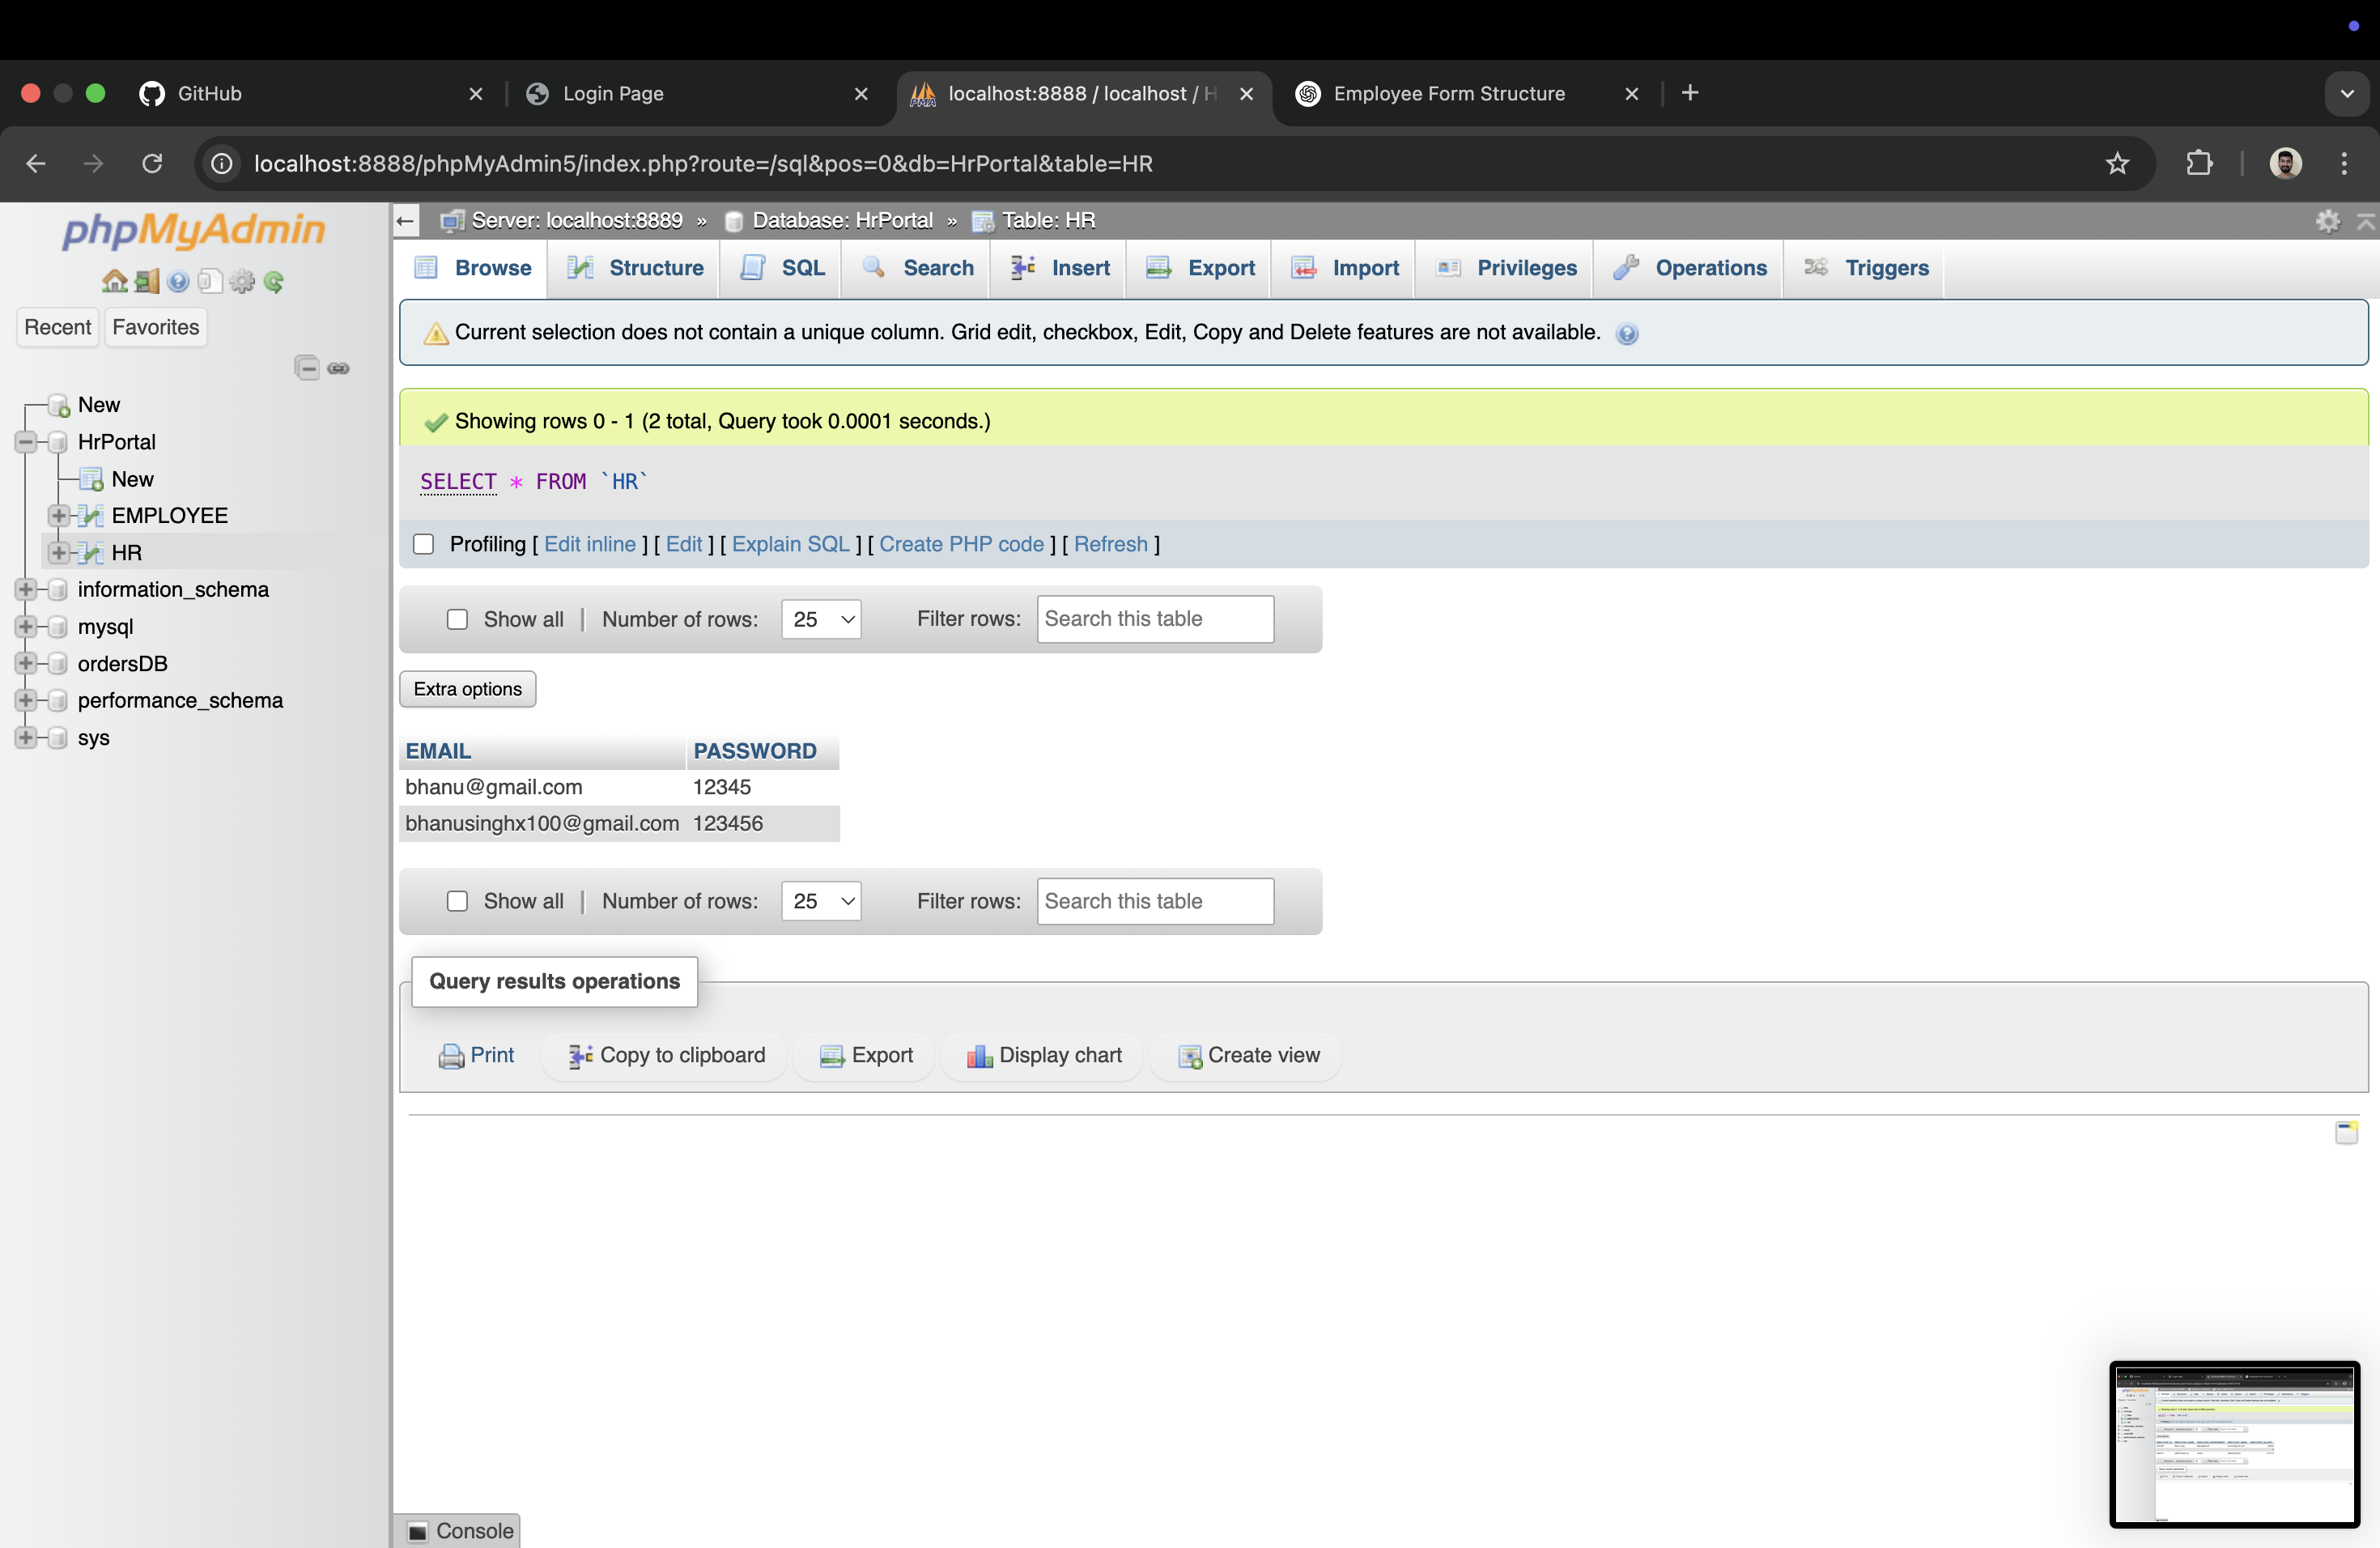 GitHub
Login Page
localhost:8888 / localhost / H
Employee Form Structure
localhost:8888/phpMyAdmin5/index.php?route=/sql&pos=0&db=HrPortal&table=HR
phpMyAdmin
Recent Favorites
New
HrPortal
New
EMPLOYEE
HR
information_schema
mysql
ordersDB
performance_schema
sys
Server: localhost:8889 » Database: HrPortal » Table: HR
Browse Structure SQL Search Insert Export Import Privileges Operations Triggers
Current selection does not contain a unique column. Grid edit, checkbox, Edit, Copy and Delete features are not available.
Showing rows 0 - 1 (2 total, Query took 0.0001 seconds.)
SELECT * FROM `HR`
Profiling [ Edit inline ] [ Edit ] [ Explain SQL ] [ Create PHP code ] [ Refresh ]
Show all | Number of rows: 25 Filter rows: Search this table
Extra options
EMAIL PASSWORD
bhanu@gmail.com 12345
bhanusinghx100@gmail.com 123456
Show all | Number of rows: 25 Filter rows: Search this table
Query results operations
Print Copy to clipboard Export Display chart Create view
Console